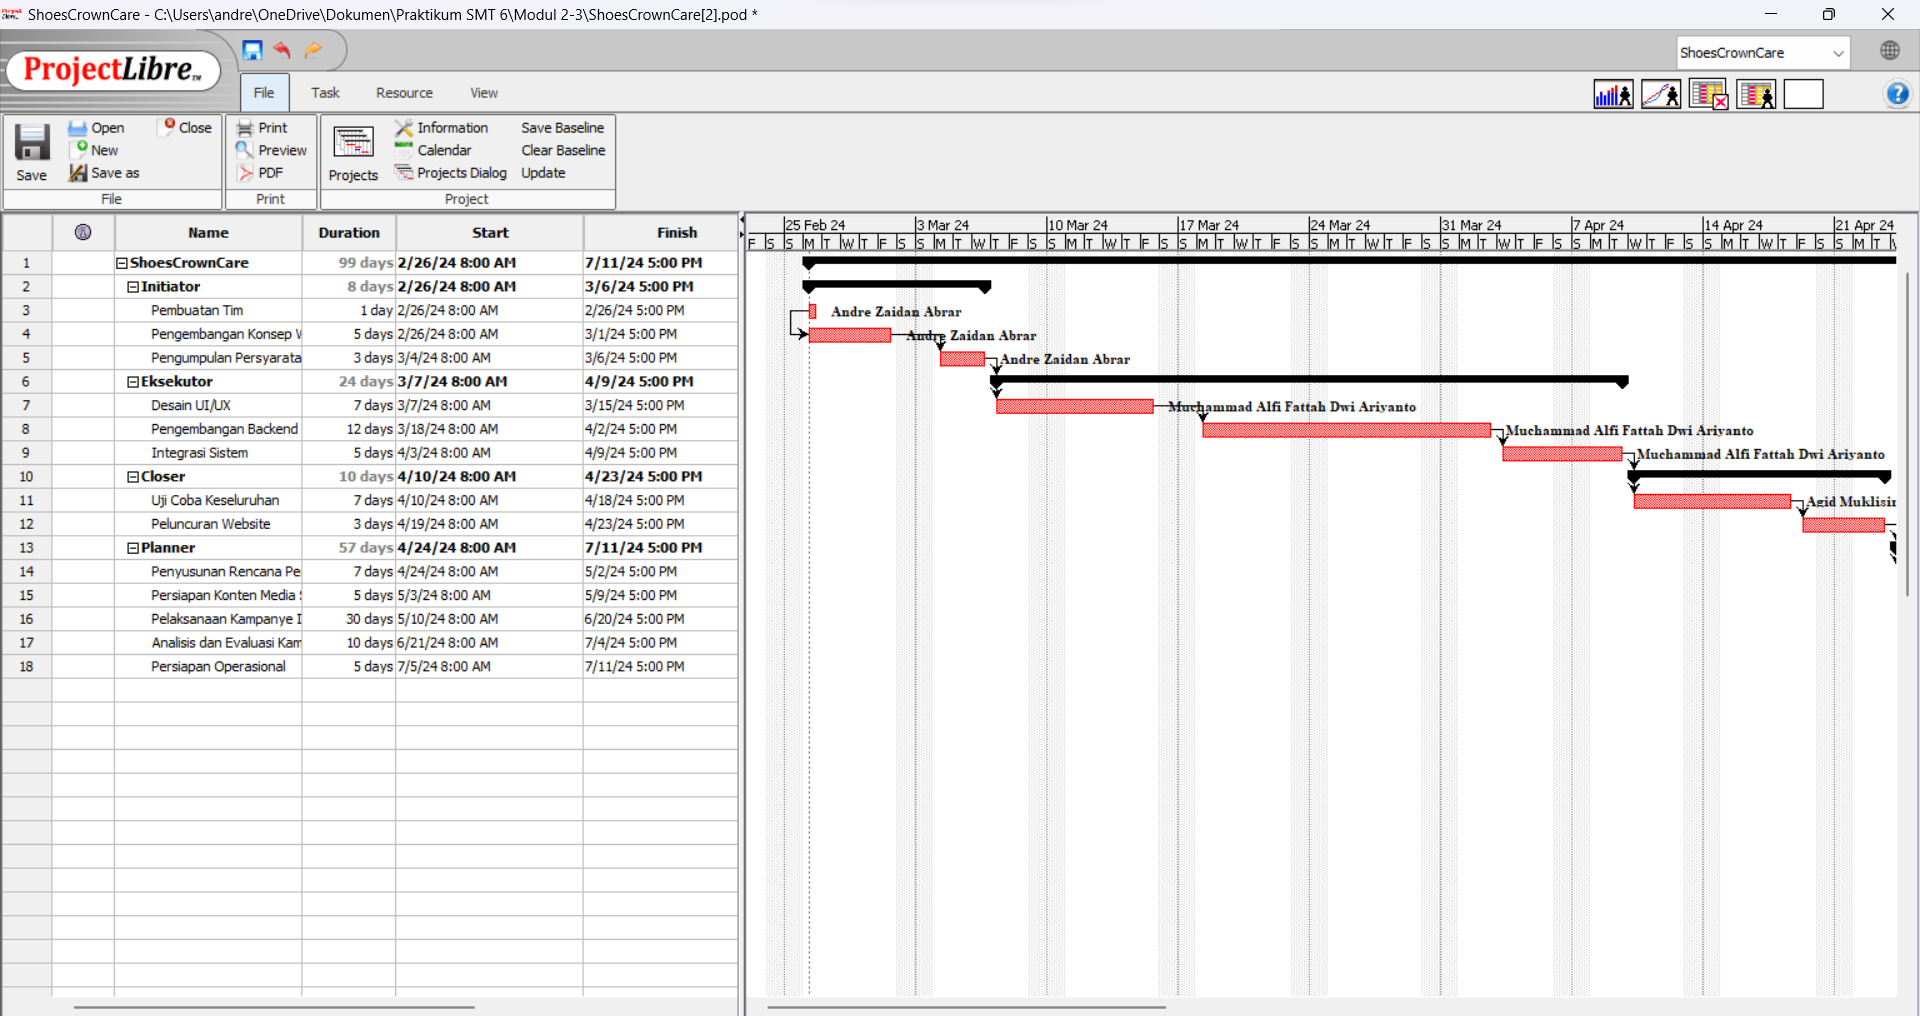 ShoesCrownCare - C:\Users\andre\OneDrive\Dokumen\Praktikum SMT 6\Modul 2-3\ShoesCrownCare[2].pod *
ProjectLibre TM
ShoesCrownCare
File Task Resource View
Save
Open
New
Save as
Close
File
Print
Preview
PDF
Print
Projects
Information
Calendar
Projects Dialog
Save Baseline
Clear Baseline
Update
Project
Name Duration Start Finish
1 ShoesCrownCare 99 days 2/26/24 8:00 AM 7/11/24 5:00 PM
2 Initiator 8 days 2/26/24 8:00 AM 3/6/24 5:00 PM
3 Pembuatan Tim 1 day 2/26/24 8:00 AM 2/26/24 5:00 PM
4 Pengembangan Konsep W 5 days 2/26/24 8:00 AM 3/1/24 5:00 PM
5 Pengumpulan Persyarata 3 days 3/4/24 8:00 AM 3/6/24 5:00 PM
6 Eksekutor 24 days 3/7/24 8:00 AM 4/9/24 5:00 PM
7 Desain UI/UX 7 days 3/7/24 8:00 AM 3/15/24 5:00 PM
8 Pengembangan Backend 12 days 3/18/24 8:00 AM 4/2/24 5:00 PM
9 Integrasi Sistem 5 days 4/3/24 8:00 AM 4/9/24 5:00 PM
10 Closer 10 days 4/10/24 8:00 AM 4/23/24 5:00 PM
11 Uji Coba Keseluruhan 7 days 4/10/24 8:00 AM 4/18/24 5:00 PM
12 Peluncuran Website 3 days 4/19/24 8:00 AM 4/23/24 5:00 PM
13 Planner 57 days 4/24/24 8:00 AM 7/11/24 5:00 PM
14 Penyusunan Rencana Pe 7 days 4/24/24 8:00 AM 5/2/24 5:00 PM
15 Persiapan Konten Media 5 days 5/3/24 8:00 AM 5/9/24 5:00 PM
16 Pelaksanaan Kampanye I 30 days 5/10/24 8:00 AM 6/20/24 5:00 PM
17 Analisis dan Evaluasi Kam 10 days 6/21/24 8:00 AM 7/4/24 5:00 PM
18 Persiapan Operasional 5 days 7/5/24 8:00 AM 7/11/24 5:00 PM
25 Feb 24 3 Mar 24 10 Mar 24 17 Mar 24 24 Mar 24 31 Mar 24 7 Apr 24 14 Apr 24 21 Apr 24
F S S M T W T F S S M T W T F S S M T W T F S S M T W T F S S M T W T F S S M T W T F S S M T W T F S S M T W T F S S M T W
Andre Zaidan Abrar
Andre Zaidan Abrar
Andre Zaidan Abrar
Muchammad Alfi Fattah Dwi Ariyanto
Muchammad Alfi Fattah Dwi Ariyanto
Muchammad Alfi Fattah Dwi Ariyanto
Agid Muklisin